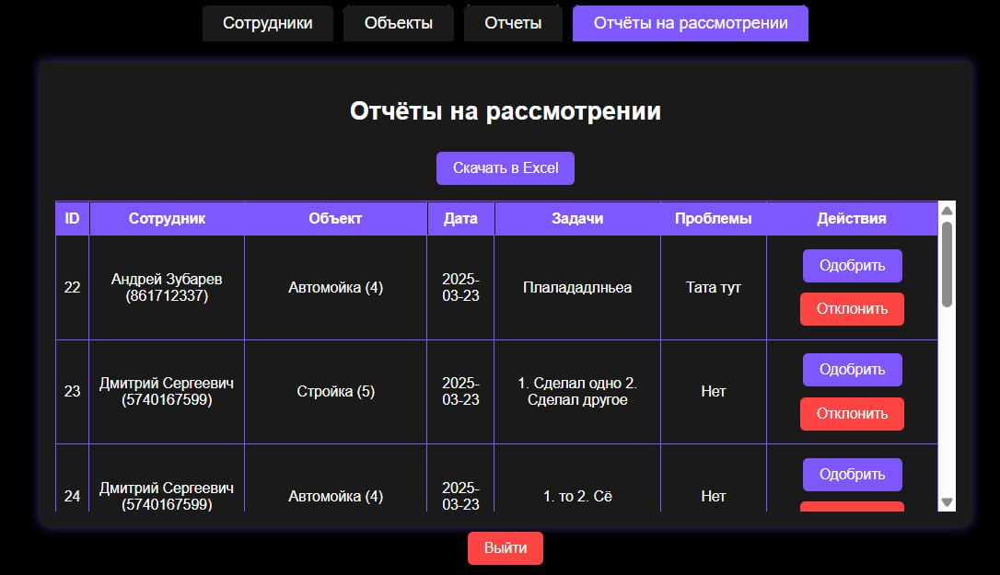 Сотрудники Объекты Отчеты Отчёты на рассмотрении
Отчёты на рассмотрении
Скачать в Excel
ID Сотрудник Объект Дата Задачи Проблемы Действия
22 Андрей Зубарев (861712337) Автомойка (4) 2025-03-23 Плалададлньеа Тата тут Одобрить Отклонить
23 Дмитрий Сергеевич (5740167599) Стройка (5) 2025-03-23 1. Сделал одно 2. Сделал другое Нет Одобрить Отклонить
24 Дмитрий Сергеевич (5740167599) Автомойка (4) 2025-03-23 1. то 2. Сё Нет Одобрить
Выйти